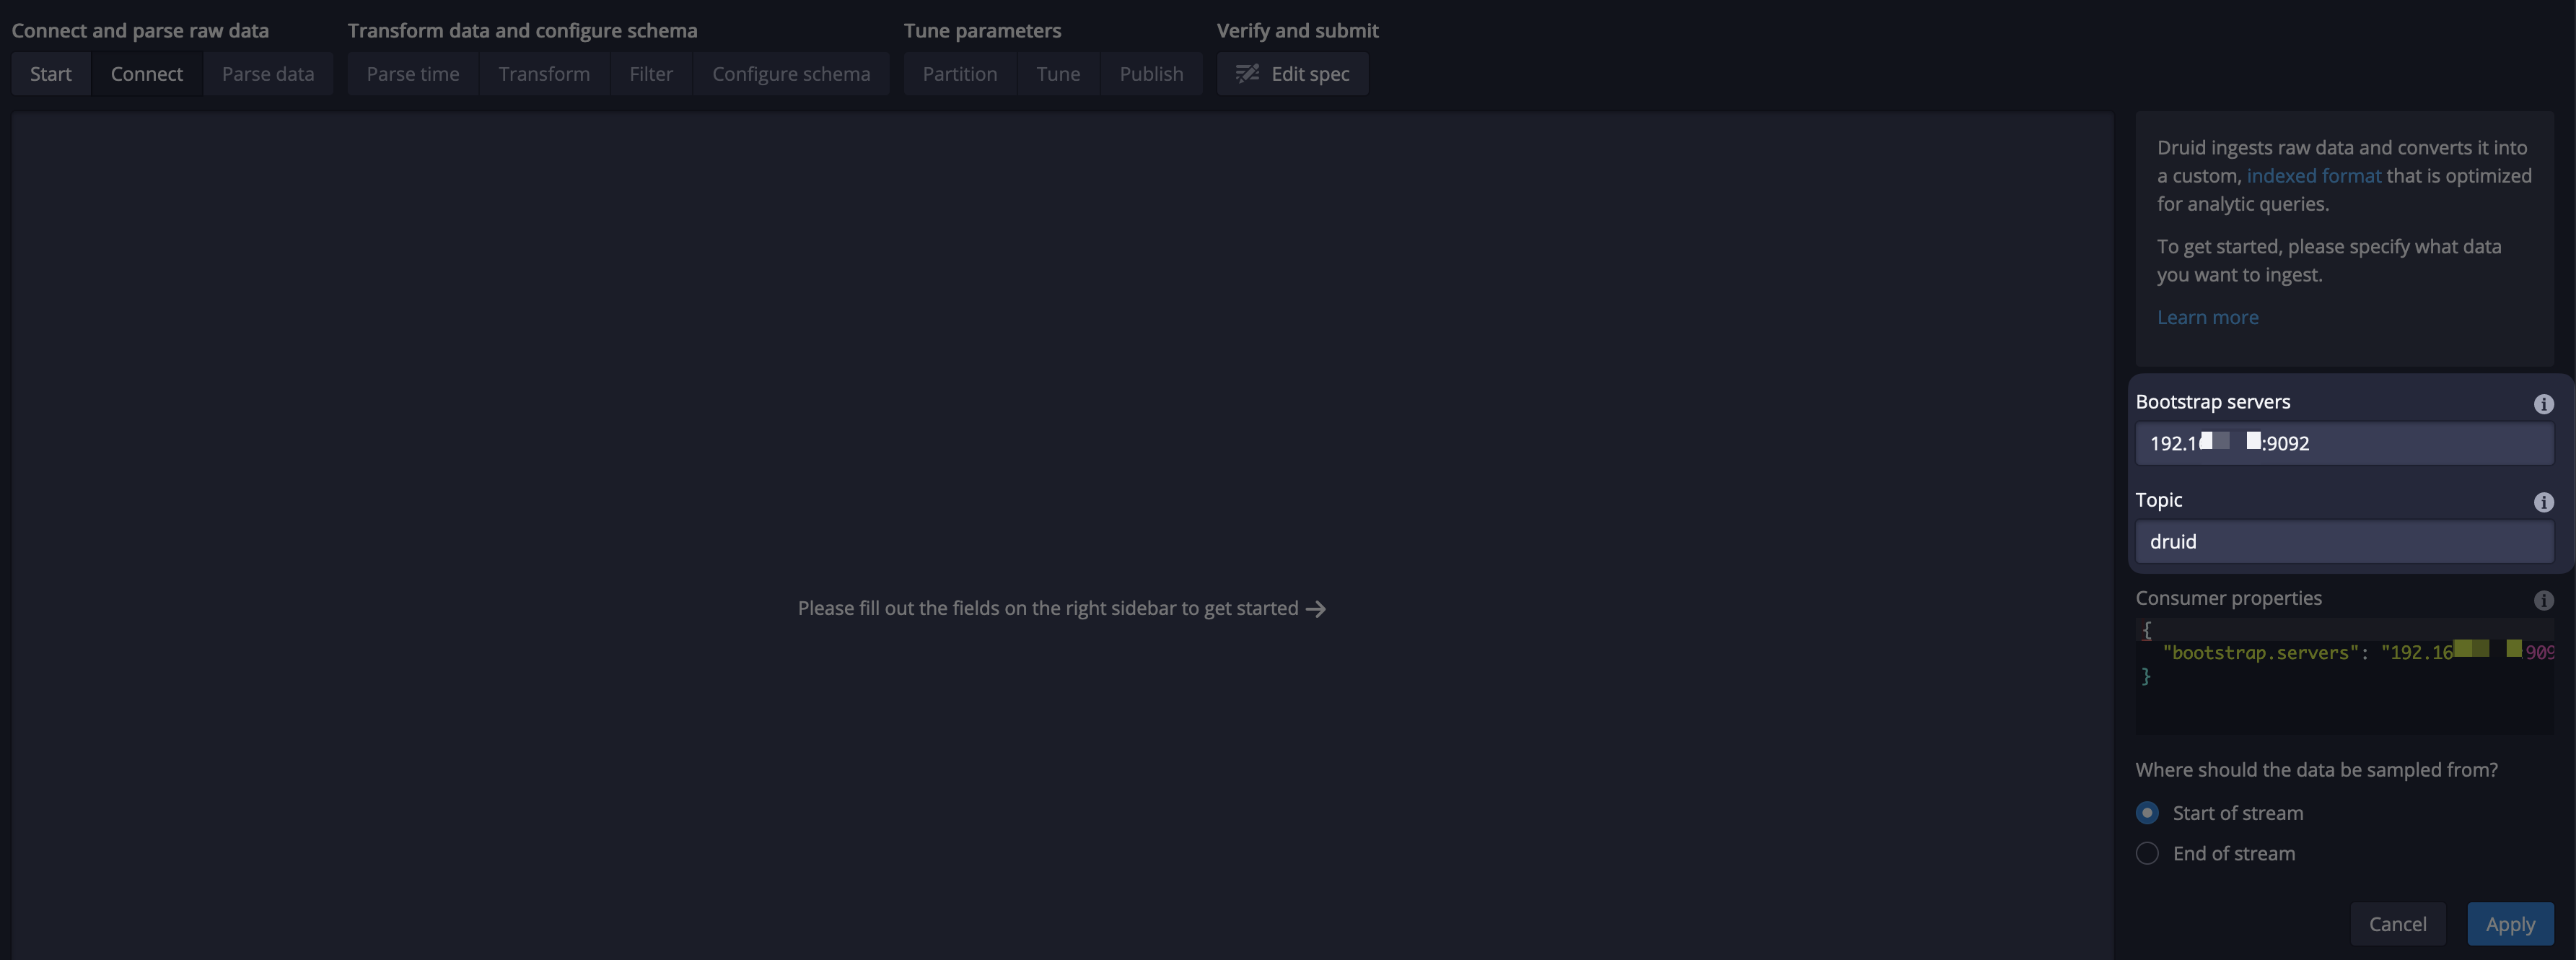 Connect and parse raw data
Transform data and configure schema
Tune parameters
Verify and submit
Start
Connect
Parse data
Parse time
Transform
Filter
Configure schema
Partition
Tune
Publish
Edit spec
Please fill out the fields on the right sidebar to get started →
Druid ingests raw data and converts it into
a custom, indexed format that is optimized
for analytic queries.
To get started, please specify what data
you want to ingest.
Learn more
Bootstrap servers
192.1 :9092
Topic
druid
Consumer properties
{
"bootstrap.servers": "192.16 909
}
Where should the data be sampled from?
Start of stream
End of stream
Cancel
Apply